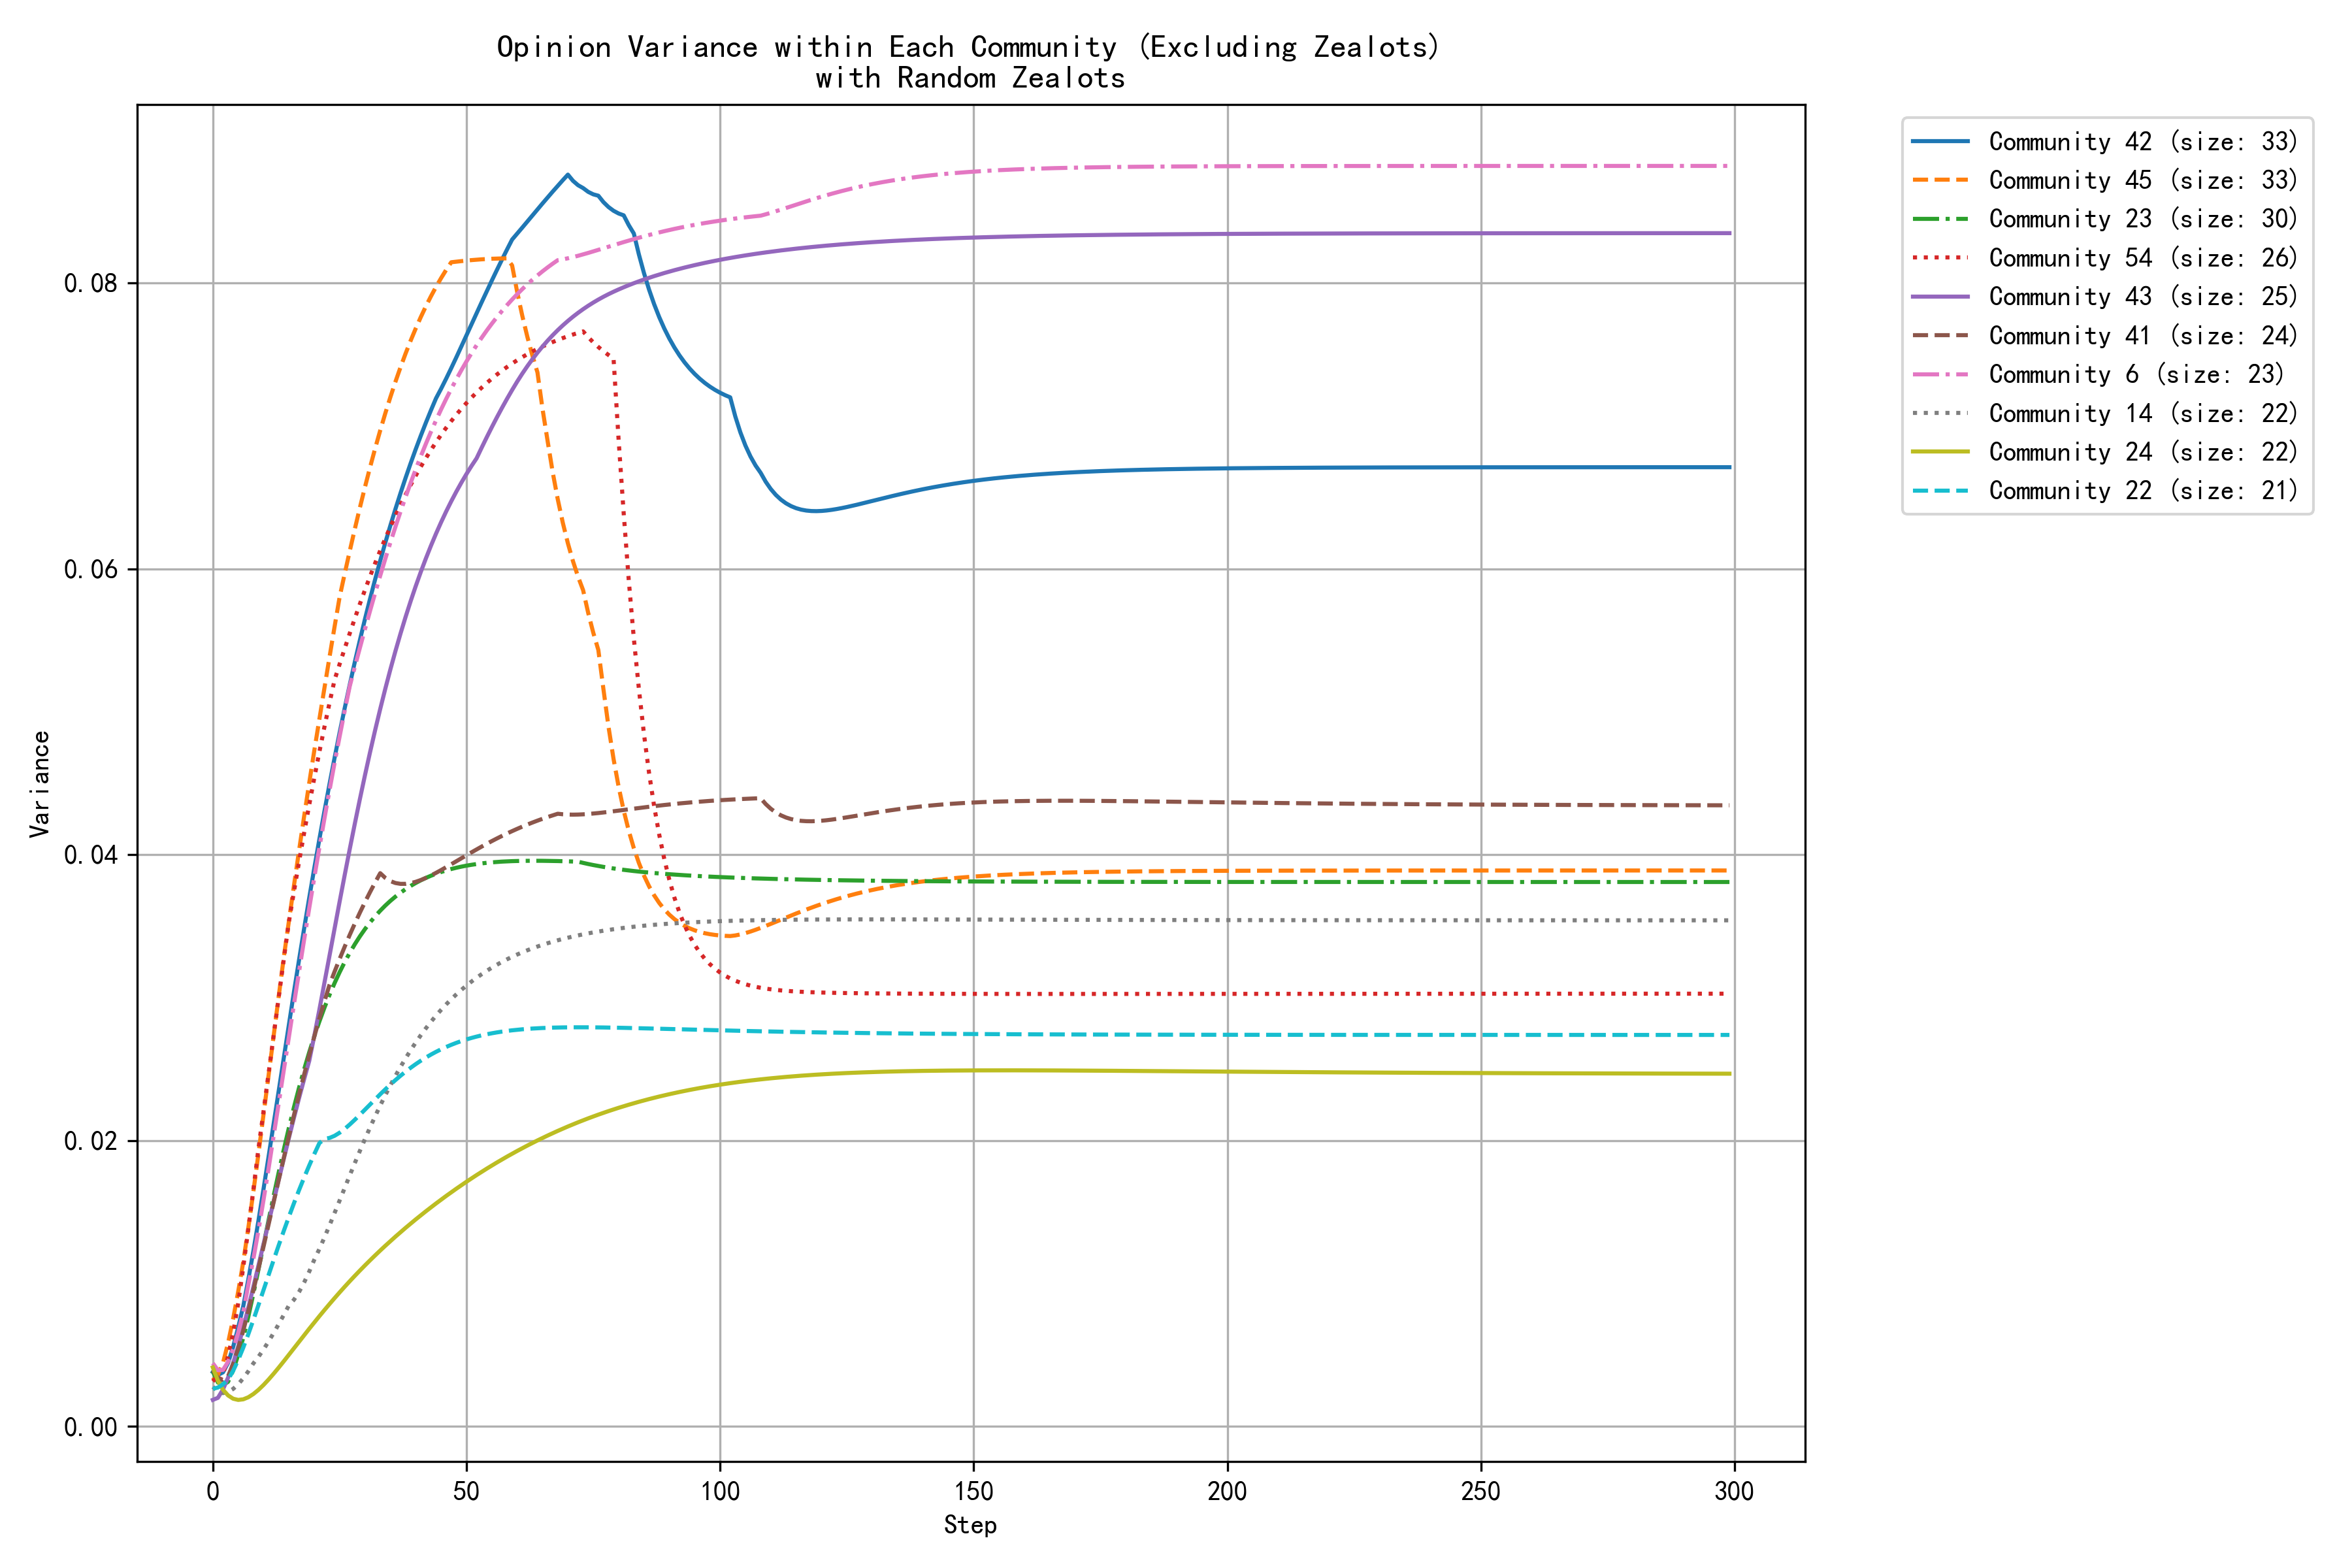 Opinion Variance within Each Community (Excluding Zealots)
with Random Zealots
Community 42 (size: 33)
Community 45 (size: 33)
Community 23 (size: 30)
Community 54 (size: 26)
Community 43 (size: 25)
Community 41 (size: 24)
Community 6 (size: 23)
Community 14 (size: 22)
Community 24 (size: 22)
Community 22 (size: 21)
Variance
0.08
0.06
0.04
0.02
0.00
0 50 100 150 200 250 300
Step